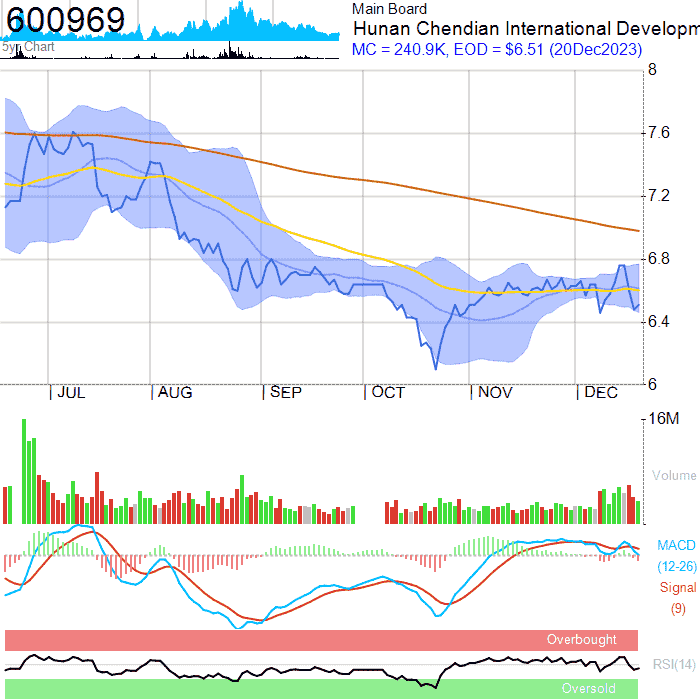 600969
5yr Chart
Main Board
Hunan Chendian International Developm
MC = 240.9K, EOD = $6.51 (20Dec2023)
8
7.6
7.2
6.8
6.4
6
JUL AUG SEP OCT NOV DEC
16M
Volume
MACD
(12-26)
Signal
(9)
Overbought
RSI(14)
Oversold